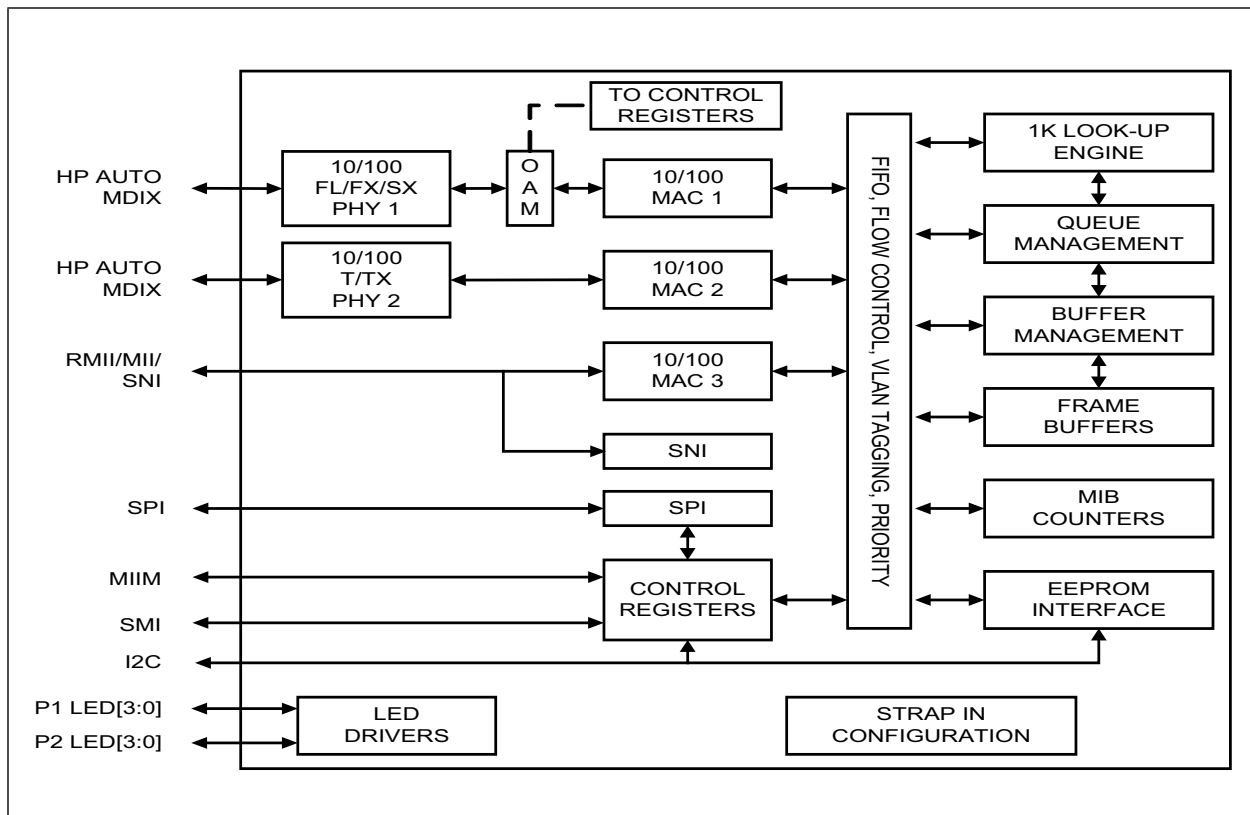 TO CONTROL
REGISTERS
HP AUTO
MDIX
10/100
FL/FX/SX
PHY 1
O
A
M
10/100
MAC 1
FIFO, FLOW CONTROL, VLAN TAGGING, PRIORITY
1K LOOK-UP
ENGINE
HP AUTO
MDIX
10/100
T/TX
PHY 2
10/100
MAC 2
QUEUE
MANAGEMENT
RMII/MII/
SNI
10/100
MAC 3
BUFFER
MANAGEMENT
SNI
FRAME
BUFFERS
SPI
SPI
MIB
COUNTERS
MIIM
SMI
I2C
CONTROL
REGISTERS
EEPROM
INTERFACE
P1 LED[3:0]
P2 LED[3:0]
LED
DRIVERS
STRAP IN
CONFIGURATION